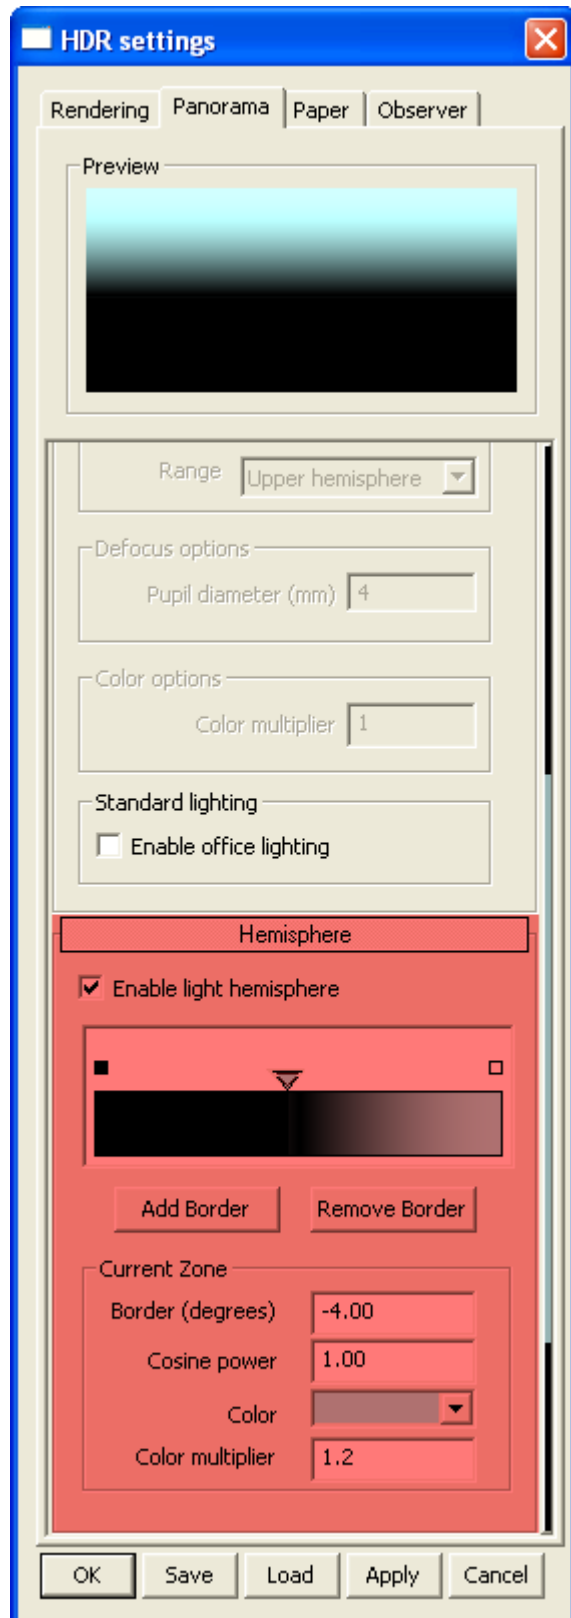 HDR settings
Rendering Panorama Paper Observer
Preview
Range Upper hemisphere
Defocus options
Pupil diameter (mm) 4
Color options
Color multiplier 1
Standard lighting
Enable office lighting
Hemisphere
Enable light hemisphere
Add Border Remove Border
Current Zone
Border (degrees) -4.00
Cosine power 1.00
Color
Color multiplier 1.2
OK Save Load Apply Cancel